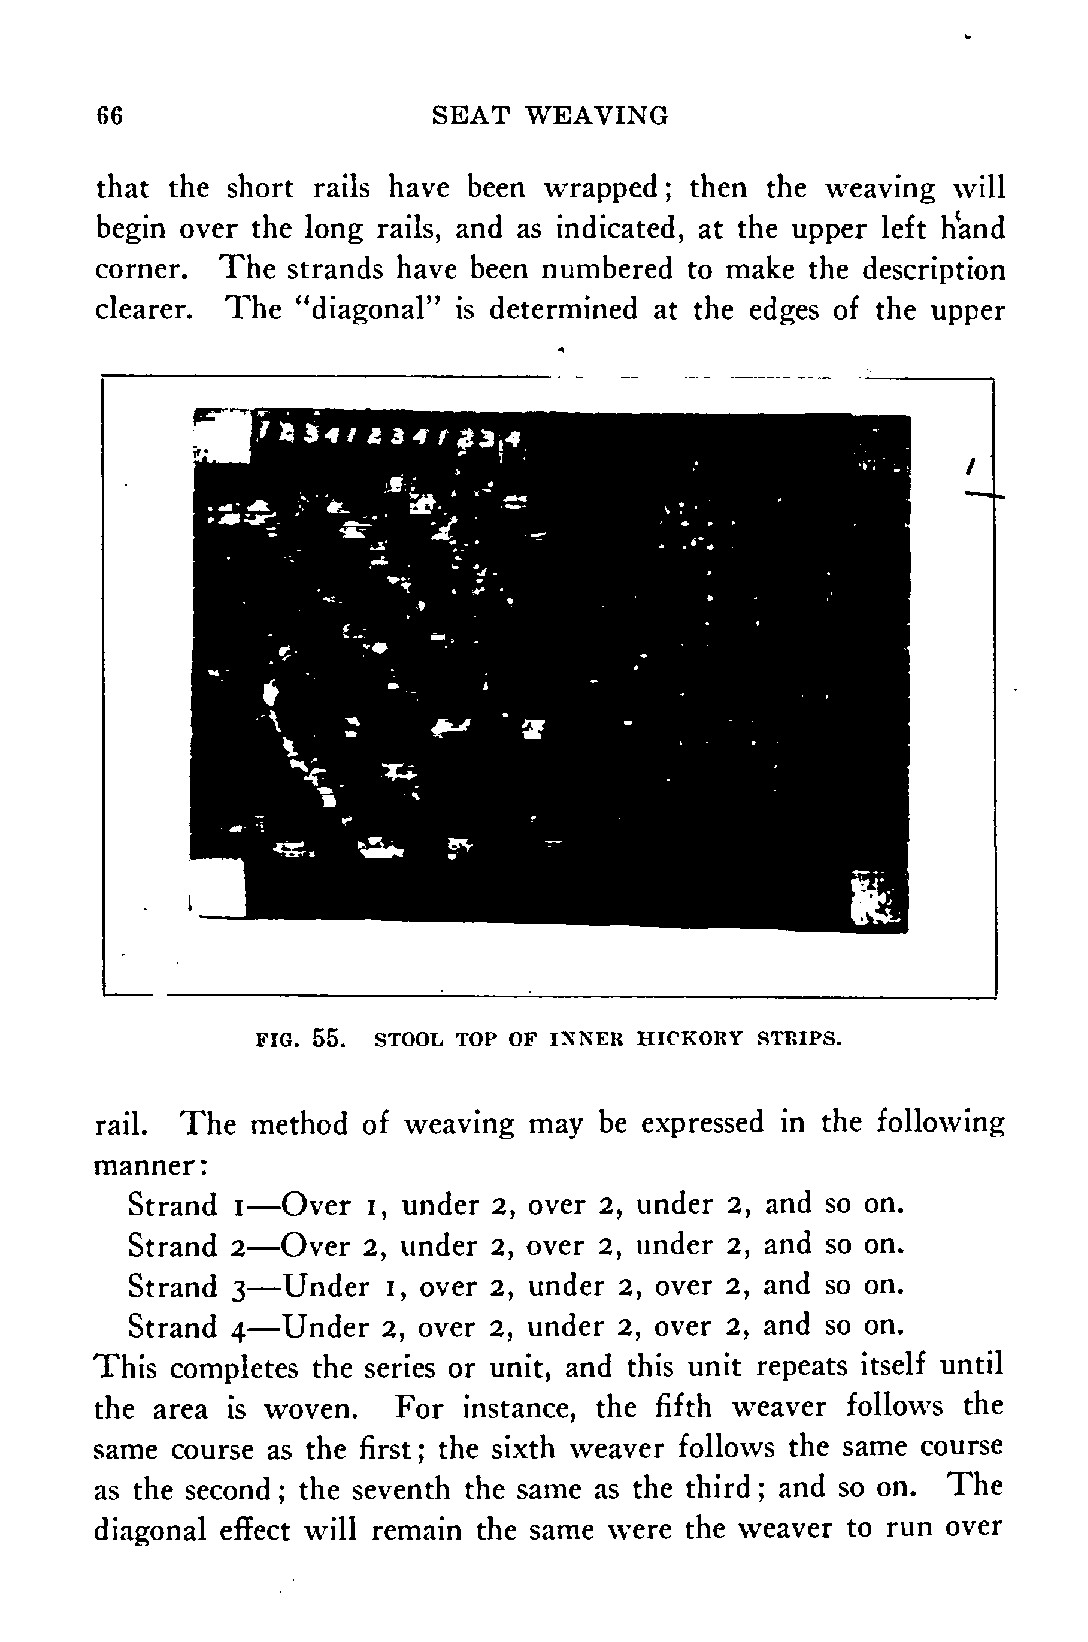 66 SEAT WEAVING
that the short rails have been wrapped; then the weaving will
begin over the long rails, and as indicated, at the upper left hand
corner. The strands have been numbered to make the description
clearer. The "diagonal" is determined at the edges of the upper
1 2 3 4 1 2 3 4 1 2 3 4
1
FIG. 55. STOOL TOP OF INNER HICKORY STRIPS.
rail. The method of weaving may be expressed in the following
manner:
Strand 1—Over 1, under 2, over 2, under 2, and so on.
Strand 2—Over 2, under 2, over 2, under 2, and so on.
Strand 3—Under 1, over 2, under 2, over 2, and so on.
Strand 4—Under 2, over 2, under 2, over 2, and so on.
This completes the series or unit, and this unit repeats itself until
the area is woven. For instance, the fifth weaver follows the
same course as the first; the sixth weaver follows the same course
as the second; the seventh the same as the third; and so on. The
diagonal effect will remain the same were the weaver to run over